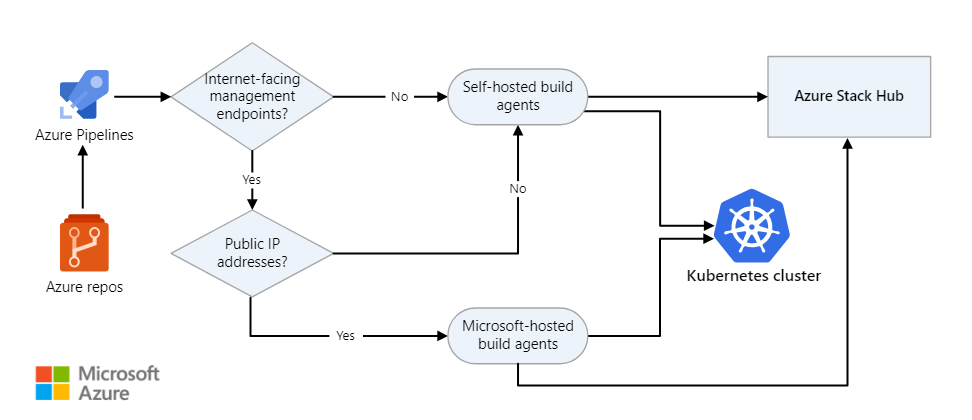 Internet-facing
management
endpoints?
No
Self-hosted build
agents
Azure Stack Hub
Azure Pipelines
Yes
No
Public IP
addresses?
Azure repos
Kubernetes cluster
Yes
Microsoft-hosted
build agents
Microsoft
Azure